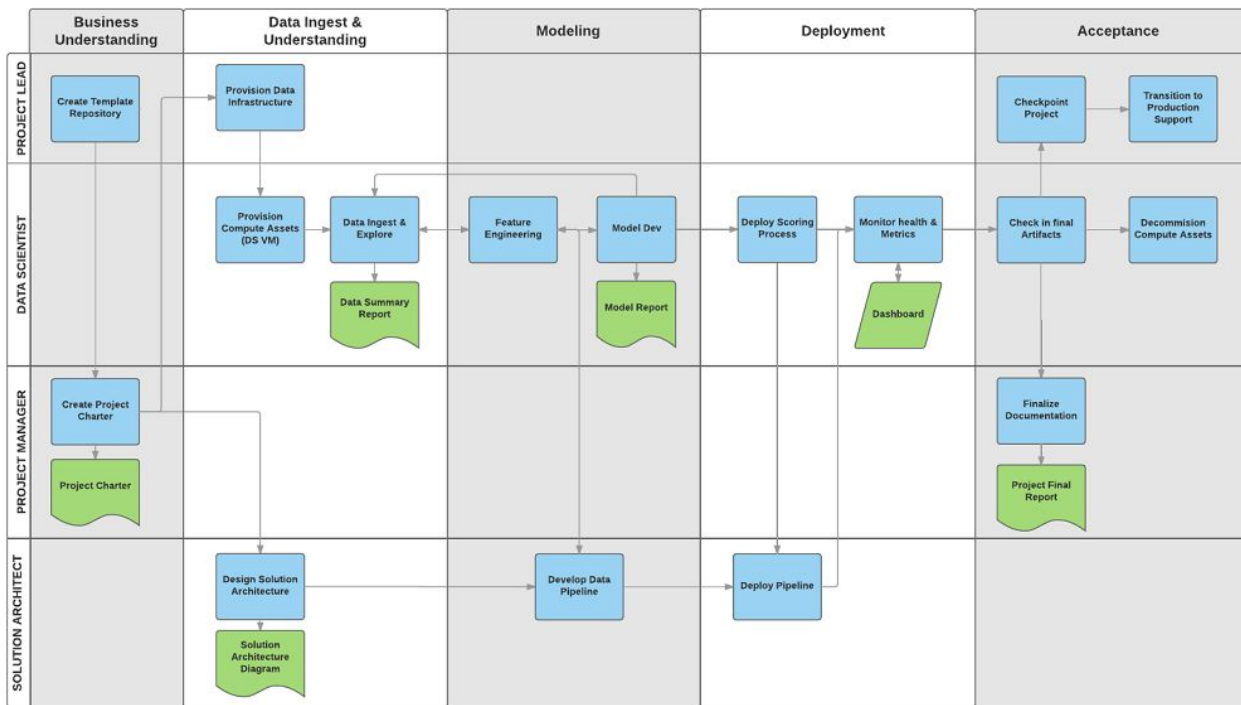 Business
Understanding
Data Ingest &
Understanding
Modeling
Deployment
Acceptance
PROJECT LEAD
Create Template
Repository
Provision Data
Infrastructure
Checkpoint
Project
Transition to
Production
Support
DATA SCIENTIST
Provision
Compute Assets
(DS VM)
Data Ingest &
Explore
Feature
Engineering
Model Dev
Deploy Scoring
Process
Monitor health &
Metrics
Check in final
Artifacts
Decommision
Compute Assets
Data Summary
Report
Model Report
Dashboard
PROJECT MANAGER
Create Project
Charter
Finalize
Documentation
Project Charter
Project Final
Report
SOLUTION ARCHITECT
Design Solution
Architecture
Develop Data
Pipeline
Deploy Pipeline
Solution
Architecture
Diagram